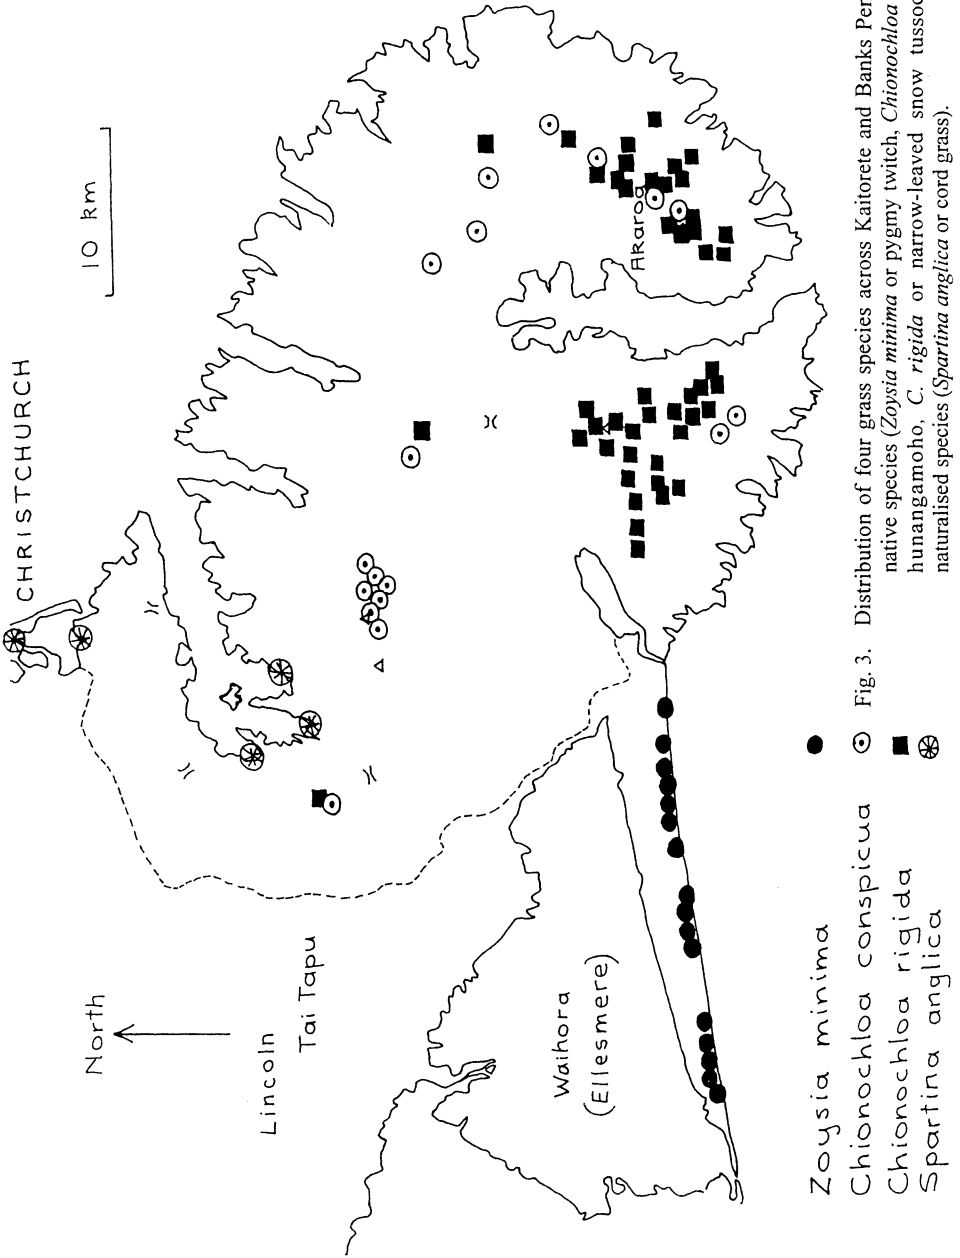 CHRISTCHURCH
10 km
North
Lincoln
Tai Tapu
Akaroa
Waihora
(Ellesmere)
Zoysia minima
Chionochloa conspicua
Chionochloa rigida
Spartina anglica
Fig. 3. Distribution of four grass species across Kaitorete and Banks
native species (Zoysia minima or pygmy twitch, Chionochloa
hunangamoho, C. rigida or narrow-leaved snow
naturalised species (Spartina anglica or cord grass).